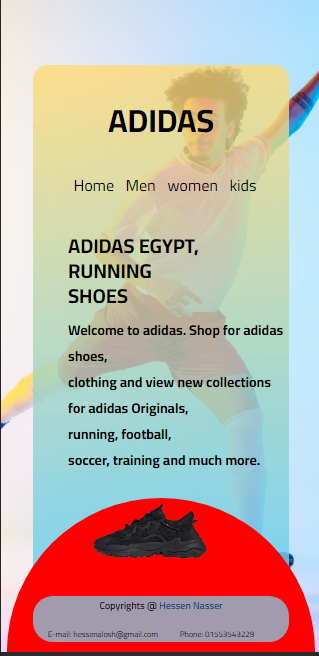 ADIDAS
Home Men women kids
ADIDAS EGYPT,
RUNNING
SHOES
Welcome to adidas. Shop for adidas
shoes,
clothing and view new collections
for adidas Originals,
running, football,
soccer, training and much more.
Copyrights @ Hessen Nasser
E-mail: hessenalosh@gmail.com Phone: 01553543229